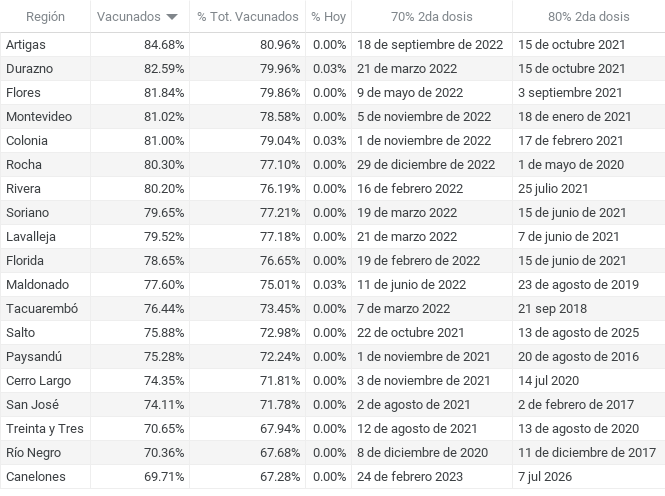 Región Vacunados % Tot. Vacunados % Hoy 70% 2da dosis 80% 2da dosis
Artigas 84.68% 80.96% 0.00% 18 de septiembre de 2022 15 de octubre 2021
Durazno 82.59% 79.96% 0.03% 21 de marzo 2022 15 de octubre 2021
Flores 81.84% 79.86% 0.00% 9 de mayo de 2022 3 septiembre 2021
Montevideo 81.02% 78.58% 0.00% 5 de noviembre de 2022 18 de enero de 2021
Colonia 81.00% 79.04% 0.03% 1 de noviembre de 2022 17 de febrero 2021
Rocha 80.30% 77.10% 0.00% 29 de diciembre de 2022 1 de mayo de 2020
Rivera 80.20% 76.19% 0.00% 16 de febrero 2022 25 julio 2021
Soriano 79.65% 77.21% 0.00% 19 de marzo de 2022 15 de junio de 2021
Lavalleja 79.52% 77.18% 0.00% 21 de marzo de 2022 7 de junio de 2021
Florida 78.65% 76.65% 0.00% 19 de febrero de 2022 15 de junio de 2021
Maldonado 77.60% 75.01% 0.03% 11 de junio de 2022 23 de agosto de 2019
Tacuarembó 76.44% 73.45% 0.00% 7 de marzo 2022 21 sep 2018
Salto 75.88% 72.98% 0.00% 22 de octubre 2021 13 de agosto de 2025
Paysandú 75.28% 72.24% 0.00% 1 de noviembre de 2021 20 de agosto de 2016
Cerro Largo 74.35% 71.81% 0.00% 3 de noviembre de 2021 14 jul 2020
San José 74.11% 71.78% 0.00% 2 de agosto de 2021 2 de febrero de 2017
Treinta y Tres 70.65% 67.94% 0.00% 12 de agosto de 2021 13 de agosto de 2020
Río Negro 70.36% 67.68% 0.00% 8 de diciembre de 2020 11 de diciembre de 2017
Canelones 69.71% 67.28% 0.00% 24 de febrero 2023 7 jul 2026